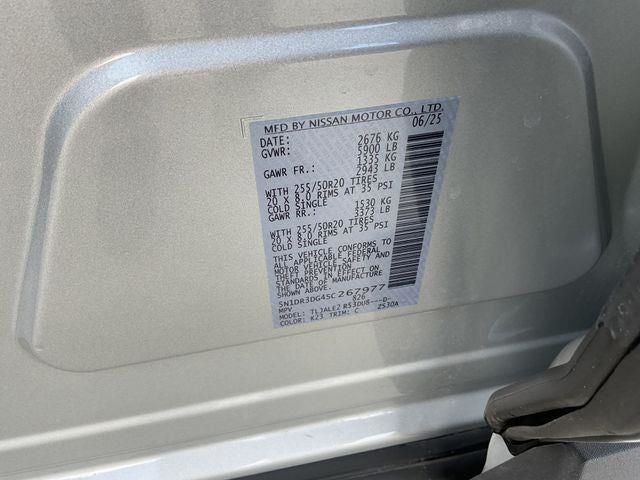 MFD BY NISSAN MOTOR CO., LTD.
DATE: 06/25
GVWR: 2676 KG
5900 LB
GAWR FR.: 1335 KG
2943 LB
WITH 255/50R20 TIRES
20 X 8.0 RIMS AT 35 PSI
COLD SINGLE
GAWR RR.: 1530 KG
3373 LB
WITH 255/50R20 TIRES
20 X 8.0 RIMS AT 35 PSI
COLD SINGLE
THIS VEHICLE CONFORMS TO
ALL APPLICABLE U.S. FEDERAL
MOTOR VEHICLE SAFETY AND
THEFT PREVENTION
STANDARDS IN EFFECT ON
THE DATE OF MANUFACTURE
SHOWN ABOVE.
5N1DR3DG4SC267977
MPV 826
MODEL: TLJALE2 R53DU8---D-
COLOR: K23 TRIM: C 2530A